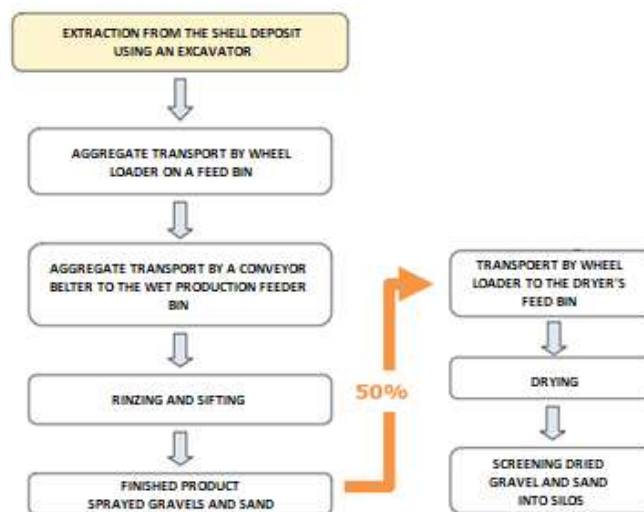 EXTRACTION FROM THE SHELL DEPOSIT
USING AN EXCAVATOR
AGGREGATE TRANSPORT BY WHEEL
LOADER ON A FEED BIN
AGGREGATE TRANSPORT BY A CONVEYOR
BELTER TO THE WET PRODUCTION FEEDER
BIN
RINZING AND SIFTING
FINISHED PRODUCT
SPRAYED GRAVELS AND SAND
50%
TRANSPOERT BY WHEEL
LOADER TO THE DRYER'S
FEED BIN
DRYING
SCREENING DRIED
GRAVEL AND SAND
INTO SILOS